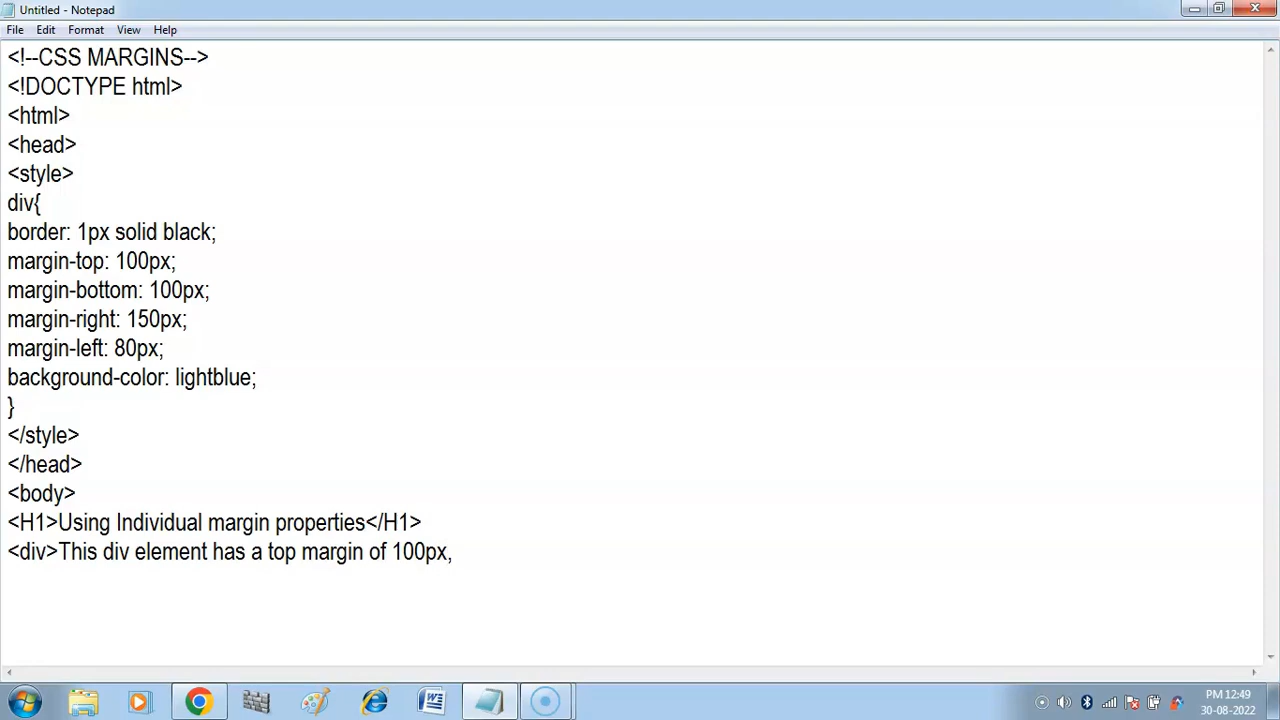 Untitled - Notepad
File Edit Format View Help
<!--CSS MARGINS-->
<!DOCTYPE html>
<html>
<head>
<style>
div{
border: 1px solid black;
margin-top: 100px;
margin-bottom: 100px;
margin-right: 150px;
margin-left: 80px;
background-color: lightblue;
}
</style>
</head>
<body>
<H1>Using Individual margin properties</H1>
<div>This div element has a top margin of 100px,
PM 12:49
30-08-2022